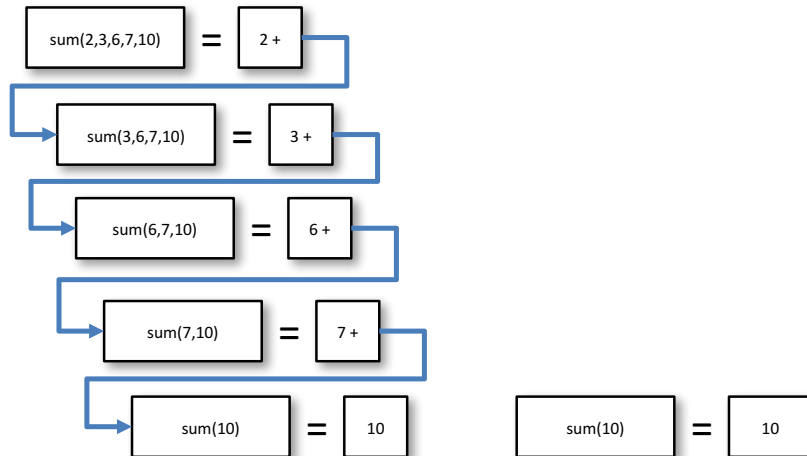 sum(2,3,6,7,10) = 2 +
sum(3,6,7,10) = 3 +
sum(6,7,10) = 6 +
sum(7,10) = 7 +
sum(10) = 10
sum(10) = 10